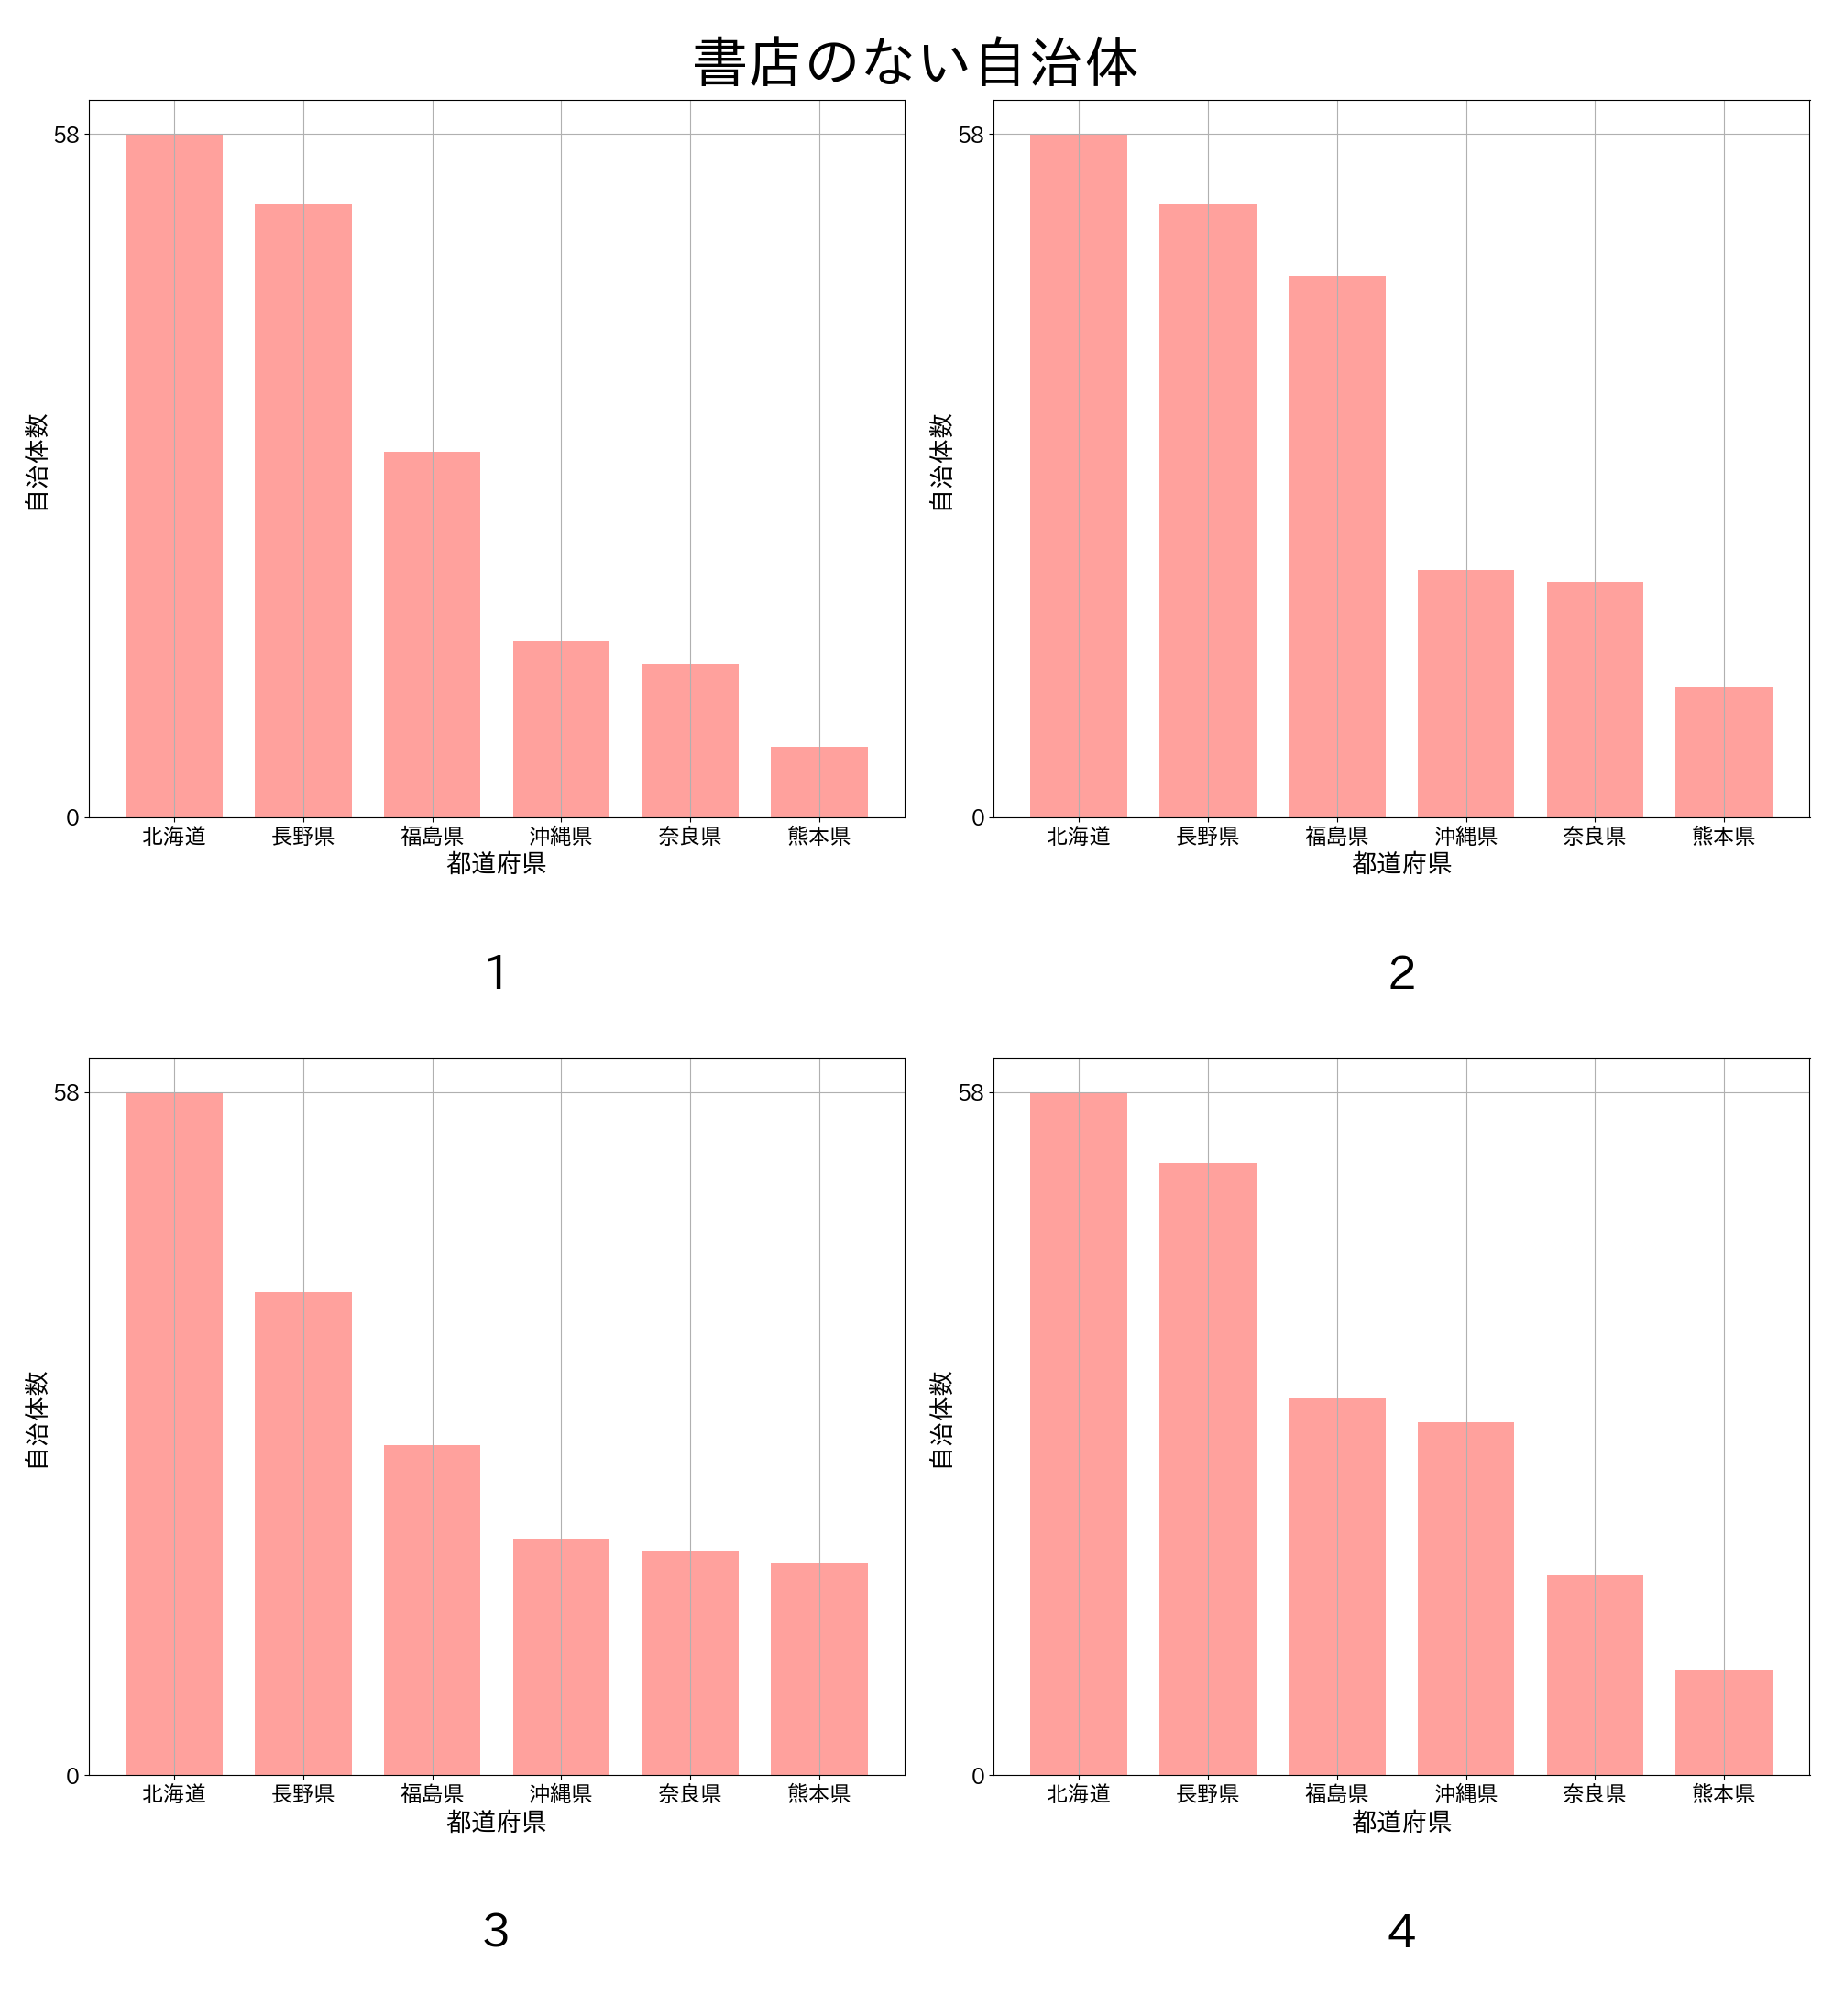 書店のない自治体
58
0
自治体数
北海道 長野県 福島県 沖縄県 奈良県 熊本県
都道府県
1
58
0
自治体数
北海道 長野県 福島県 沖縄県 奈良県 熊本県
都道府県
2
58
0
自治体数
北海道 長野県 福島県 沖縄県 奈良県 熊本県
都道府県
3
58
0
自治体数
北海道 長野県 福島県 沖縄県 奈良県 熊本県
都道府県
4